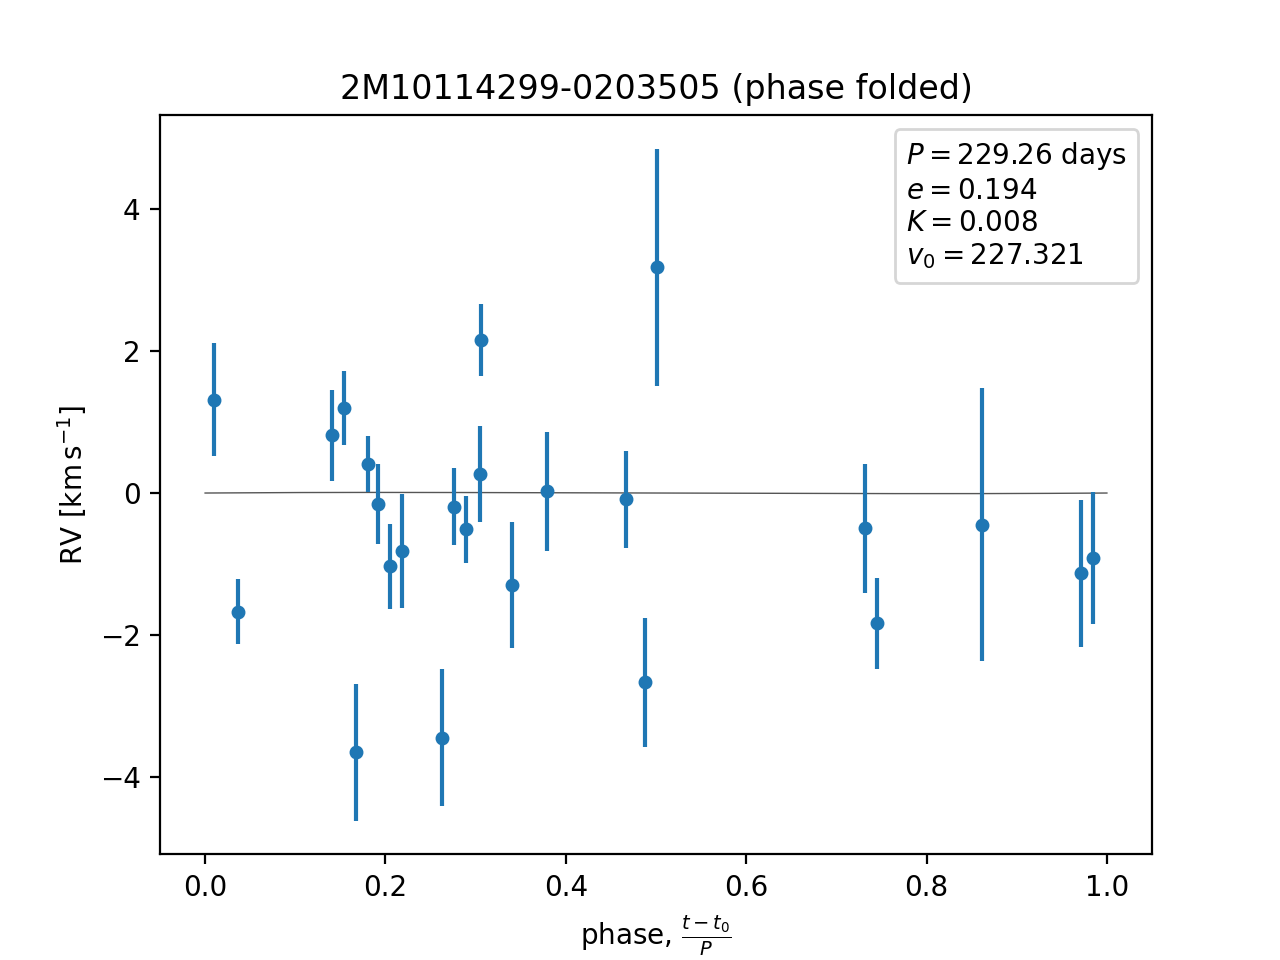 2M10114299-0203505 (phase folded)
P = 229.26 days
e = 0.194
K = 0.008
v₀ = 227.321
4
2
0
−2
−4
RV [km s⁻¹]
0.0 0.2 0.4 0.6 0.8 1.0
phase, (t − t₀)/P